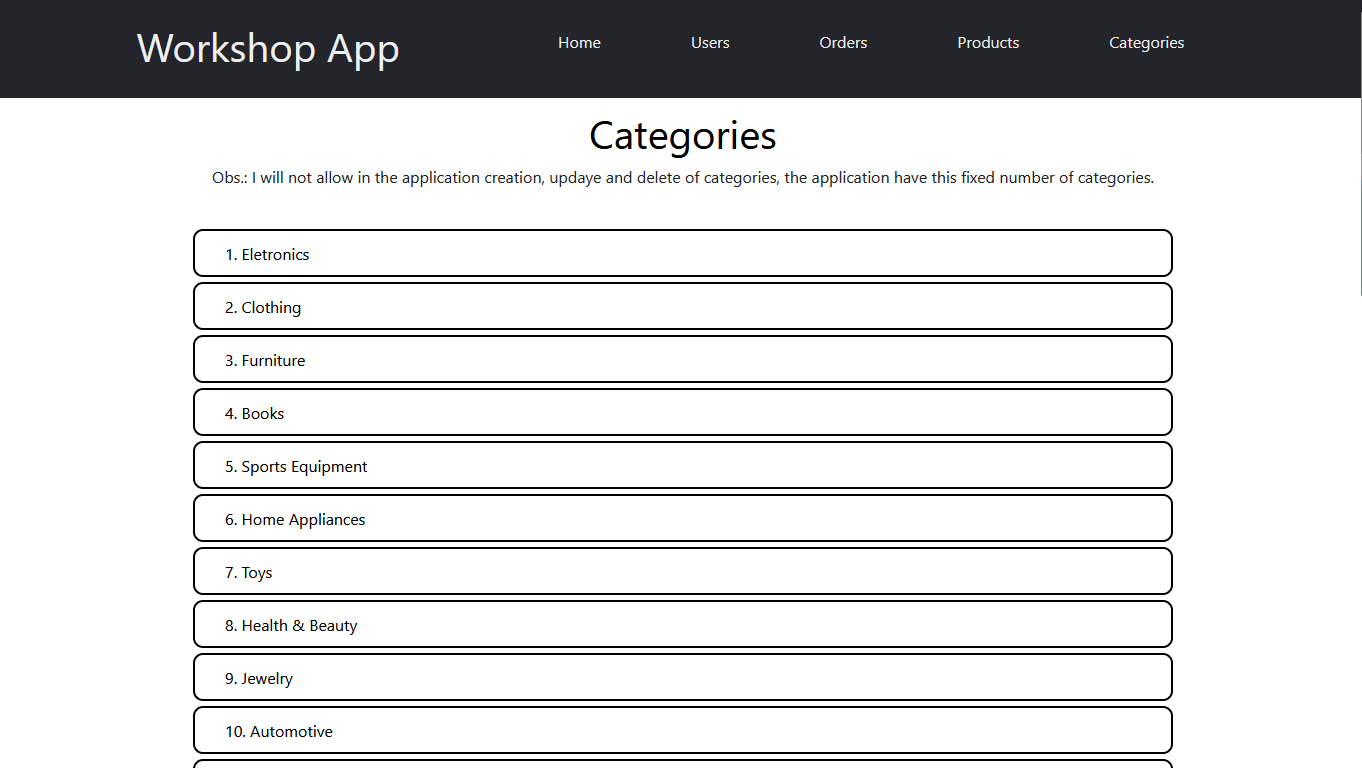 Workshop App
Home Users Orders Products Categories
Categories
Obs.: I will not allow in the application creation, updaye and delete of categories, the application have this fixed number of categories.
1. Eletronics
2. Clothing
3. Furniture
4. Books
5. Sports Equipment
6. Home Appliances
7. Toys
8. Health & Beauty
9. Jewelry
10. Automotive